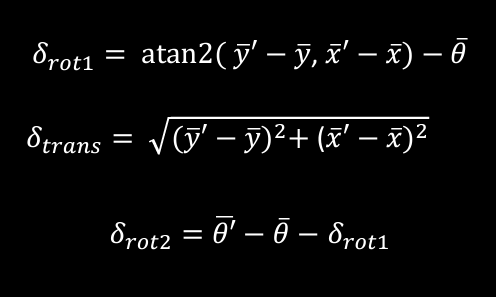 δ_rot1 = atan2( ȳ′ − ȳ, x̄′ − x̄) − θ̄
δ_trans = √((ȳ′ − ȳ)²+ (x̄′ − x̄)²)
δ_rot2 = θ̄′ − θ̄ − δ_rot1